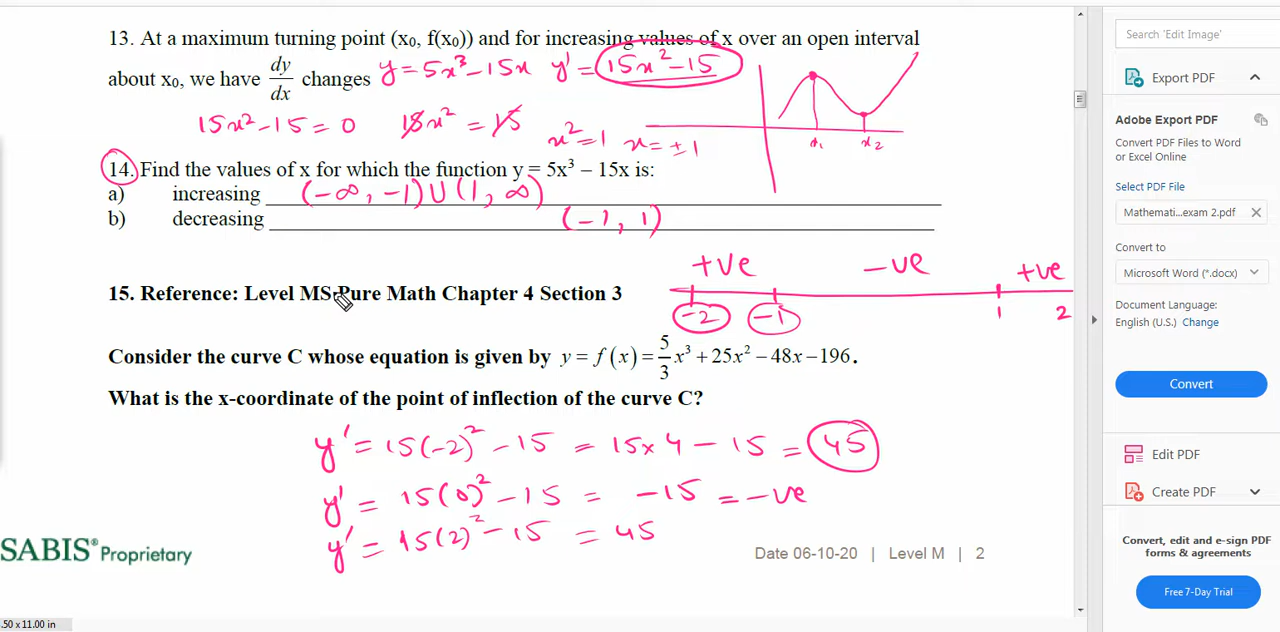 13. At a maximum turning point (x₀, f(x₀)) and for increasing values of x over an open interval
about x₀, we have dy/dx changes
y = 5x³ - 15x y' = 15x² - 15
15x² - 15 = 0 15x² = 15 x² = 1 x = ±1
x₁ x₂
14. Find the values of x for which the function y = 5x³ − 15x is:
a) increasing (-∞, -1) U (1, ∞)
b) decreasing (-1, 1)
+ve -ve +ve
-2 -1 1 2
15. Reference: Level MS Pure Math Chapter 4 Section 3
Consider the curve C whose equation is given by y = f(x) = 5/3 x³ + 25x² − 48x − 196.
What is the x-coordinate of the point of inflection of the curve C?
y' = 15(-2)² - 15 = 15x4 - 15 = 45
y' = 15(0)² - 15 = -15 = -ve
y' = 15(2)² - 15 = 45
SABIS® Proprietary
Date 06-10-20 | Level M | 2
.50 x 11.00 in
Search 'Edit Image'
Export PDF
Adobe Export PDF
Convert PDF Files to Word
or Excel Online
Select PDF File
Mathemati...exam 2.pdf
Convert to
Microsoft Word (*.docx)
Document Language:
English (U.S.) Change
Convert
Edit PDF
Create PDF
Convert, edit and e-sign PDF
forms & agreements
Free 7-Day Trial